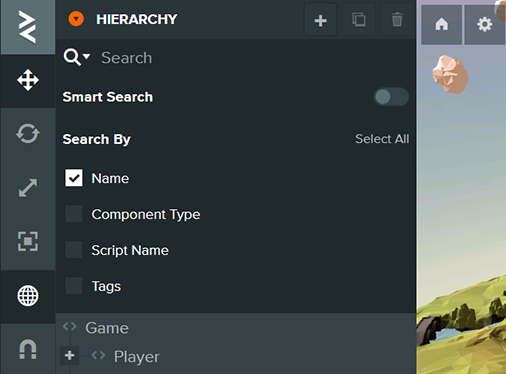 HIERARCHY
Search
Smart Search
Search By Select All
Name
Component Type
Script Name
Tags
Game
Player